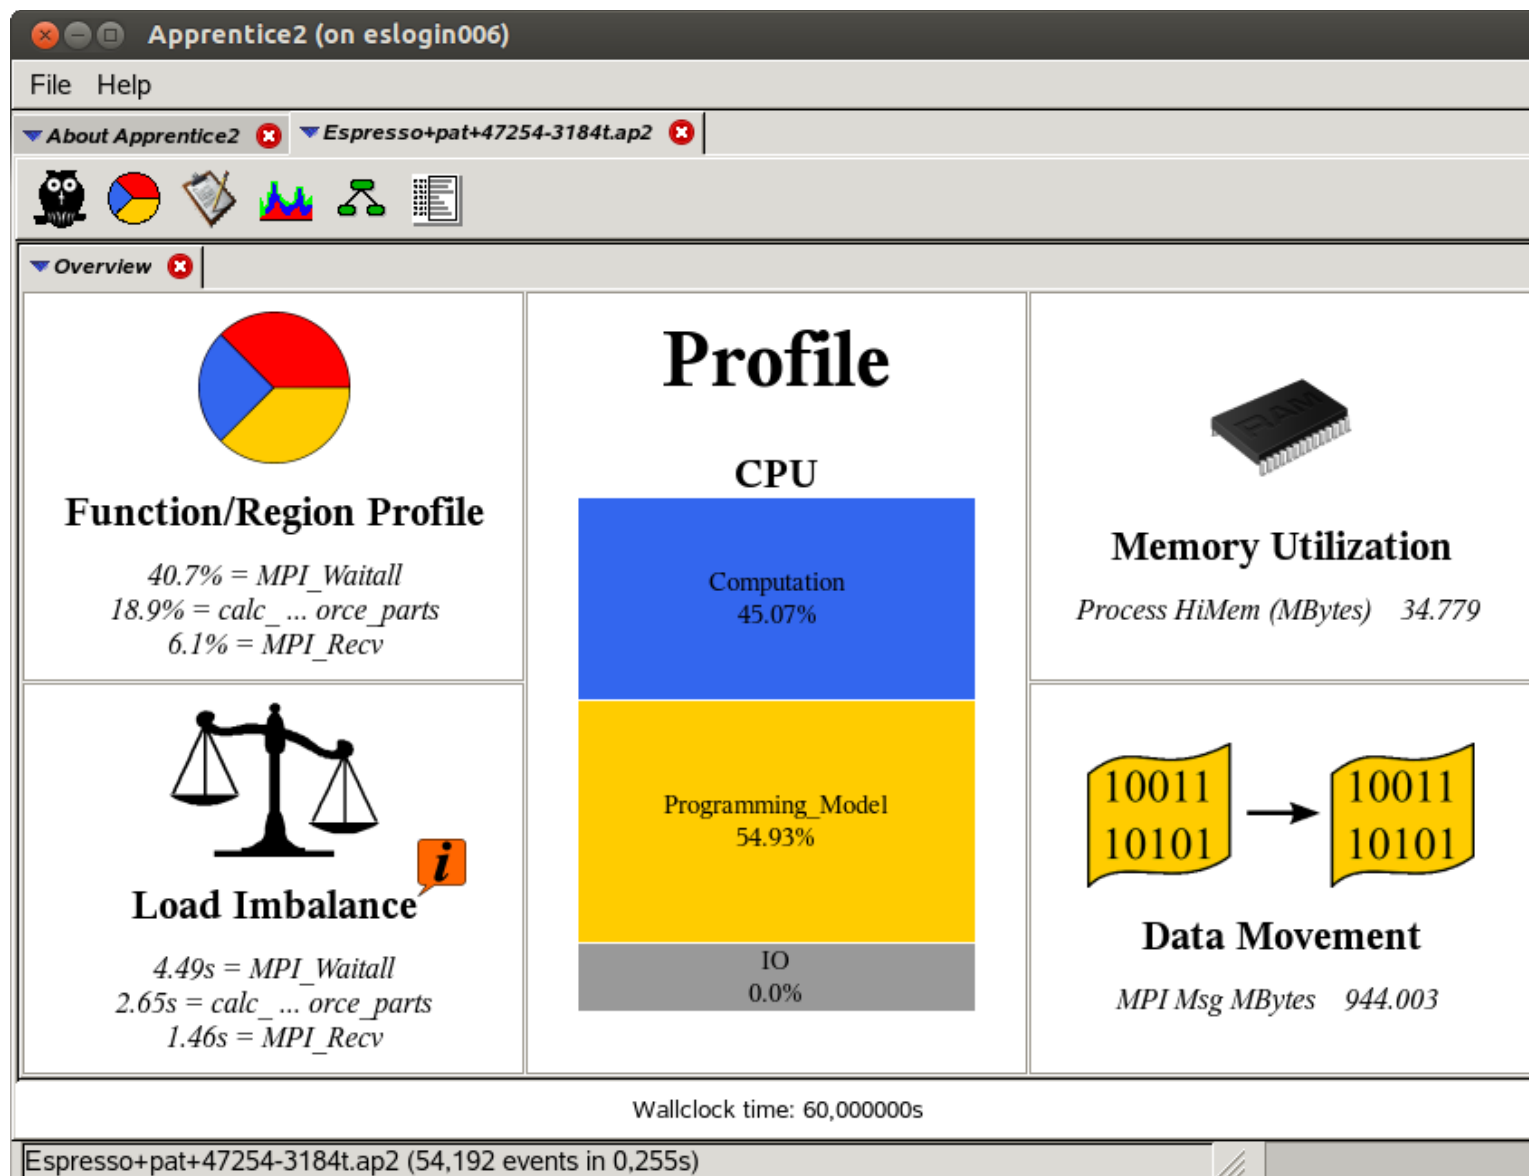 Apprentice2 (on eslogin006)
File Help
About Apprentice2 Espresso+pat+47254-3184t.ap2
Overview
Function/Region Profile
40.7% = MPI_Waitall
18.9% = calc_ ... orce_parts
6.1% = MPI_Recv
Load Imbalance
i
4.49s = MPI_Waitall
2.65s = calc_ ... orce_parts
1.46s = MPI_Recv
Profile
CPU
Computation
45.07%
Programming_Model
54.93%
IO
0.0%
RAM
Memory Utilization
Process HiMem (MBytes) 34.779
10011 10011
10101 10101
Data Movement
MPI Msg MBytes 944.003
Wallclock time: 60,000000s
Espresso+pat+47254-3184t.ap2 (54,192 events in 0,255s)